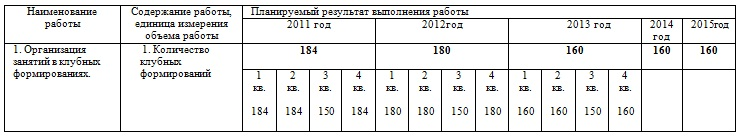 Наименование работы
Содержание работы, единица измерения объема работы
Планируемый результат выполнения работы
2011 год
2012год
2013 год
2014 год
2015год
1. Организация занятий в клубных формированиях.
1. Количество клубных формирований
184
180
160
160
160
1 кв.
2 кв.
3 кв.
4 кв.
1 кв.
2 кв.
3 кв.
4 кв.
1 кв.
2 кв.
3 кв.
4 кв.
184
184
150
184
180
180
150
180
160
160
150
160